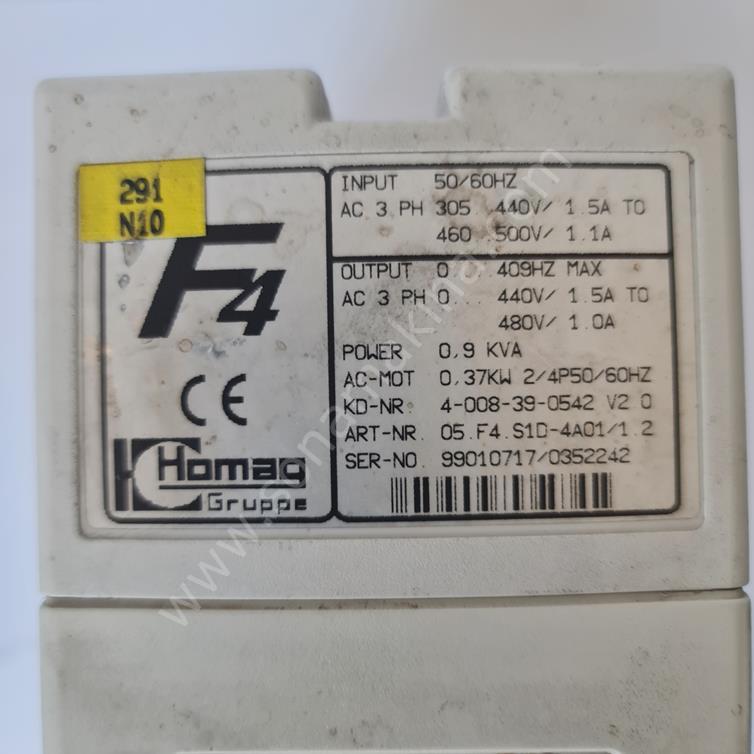 291
N10
F4
CE
Homag
Gruppe
INPUT 50/60HZ
AC 3 PH 305...440V/ 1.5A TO
460...500V/ 1.1A
OUTPUT 0... 409HZ MAX
AC 3 PH 0... 440V/ 1.5A TO
480V/ 1.0A
POWER 0,9 KVA
AC-MOT 0,37KW 2/4P50/60HZ
KD-NR. 4-008-39-0542 V2 0
ART-NR. 05.F4.S1D-4A01/1.2
SER-NO. 99010717/0352242